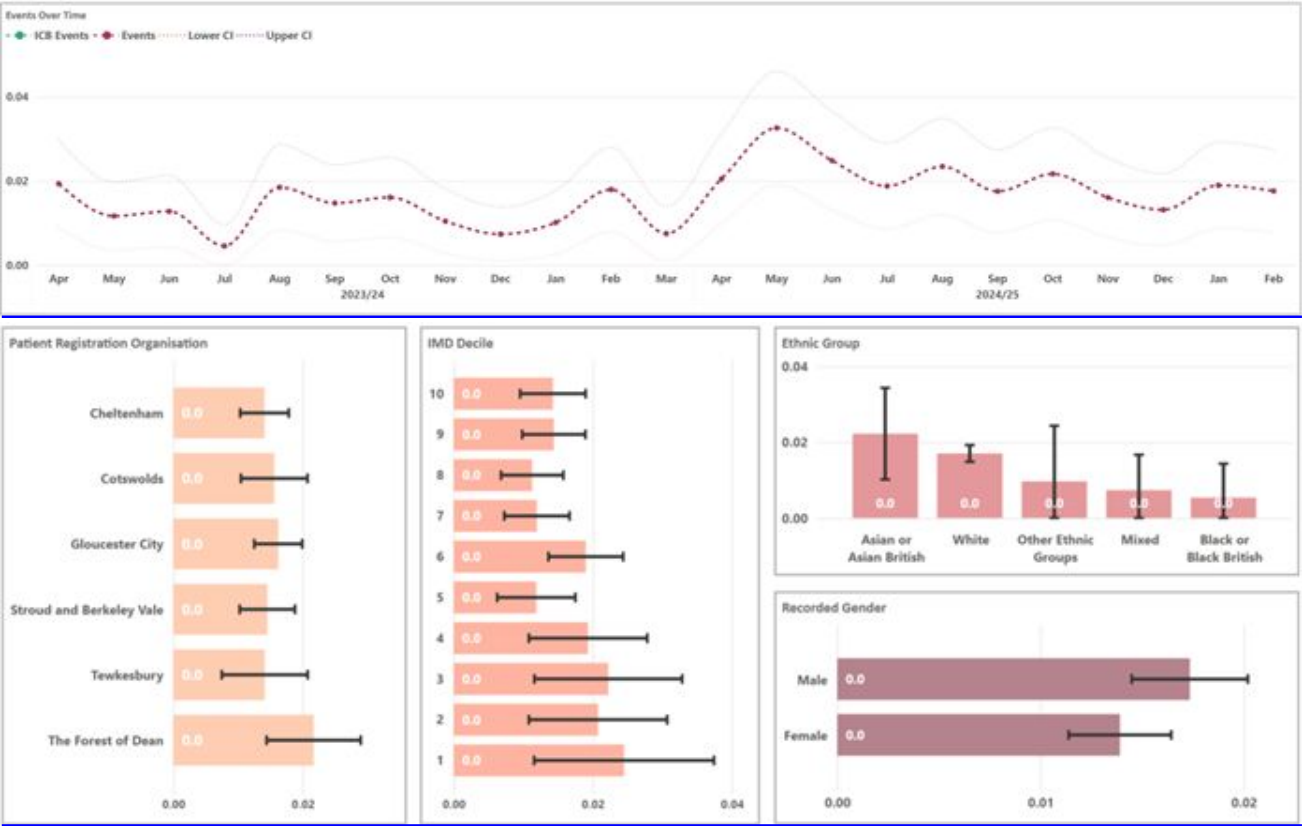 Events Over Time
ICB Events Events Lower CI Upper CI
0.04
0.02
0.00
Apr May Jun Jul Aug Sep Oct Nov Dec Jan Feb Mar Apr May Jun Jul Aug Sep Oct Nov Dec Jan Feb
2023/24 2024/25
Patient Registration Organisation
Cheltenham 0.0
Cotswolds 0.0
Gloucester City 0.0
Stroud and Berkeley Vale 0.0
Tewkesbury 0.0
The Forest of Dean 0.0
0.00 0.02
IMD Decile
10 0.0
9 0.0
8 0.0
7 0.0
6 0.0
5 0.0
4 0.0
3 0.0
2 0.0
1 0.0
0.00 0.02 0.04
Ethnic Group
0.04
0.02
0.00
0.0 0.0 0.0 0.0 0.0
Asian or White Other Ethnic Mixed Black or
Asian British Groups Black British
Recorded Gender
Male 0.0
Female 0.0
0.00 0.01 0.02